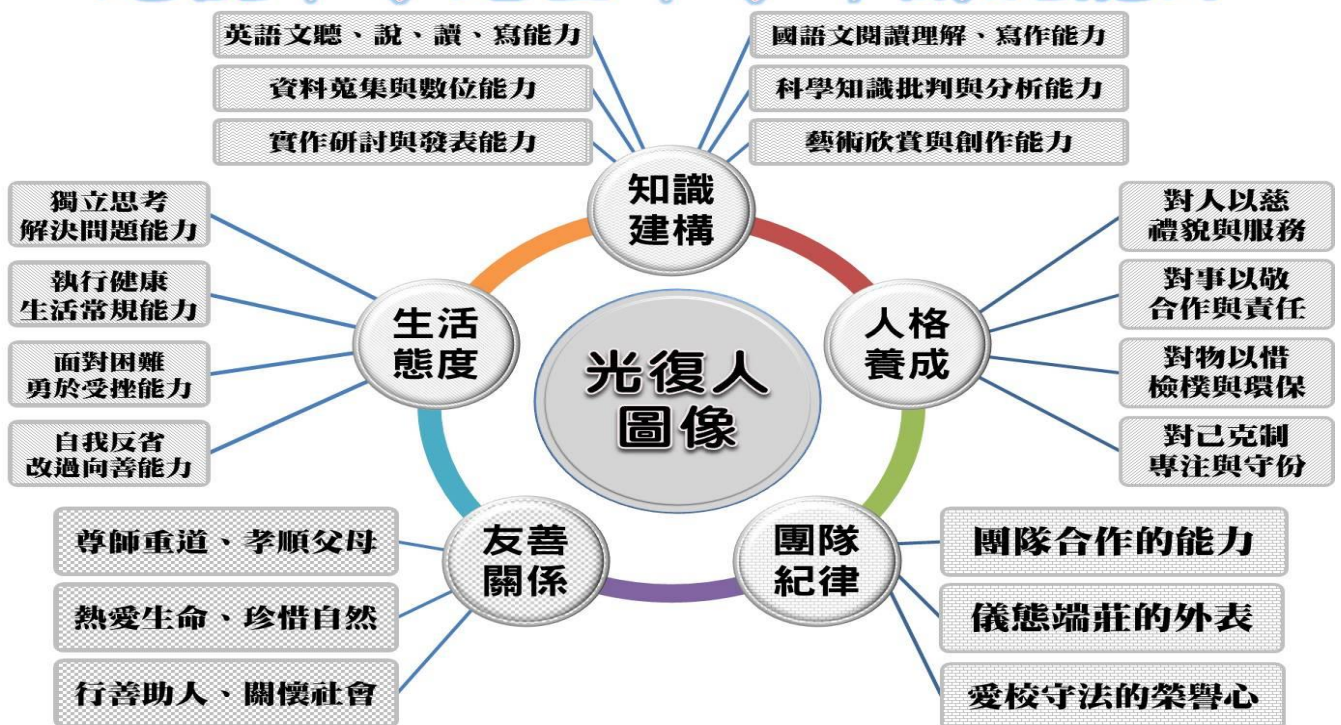 英語文聽、說、讀、寫能力
國語文閱讀理解、寫作能力
資料蒐集與數位能力
科學知識批判與分析能力
實作研討與發表能力
藝術欣賞與創作能力
知識
建構
獨立思考
解決問題能力
執行健康
生活常規能力
面對困難
勇於受挫能力
自我反省
改過向善能力
生活
態度
光復人
圖像
人格
養成
對人以慈
禮貌與服務
對事以敬
合作與責任
對物以惜
檢樸與環保
對己克制
專注與守份
尊師重道、孝順父母
熱愛生命、珍惜自然
行善助人、關懷社會
友善
關係
團隊
紀律
團隊合作的能力
儀態端莊的外表
愛校守法的榮譽心